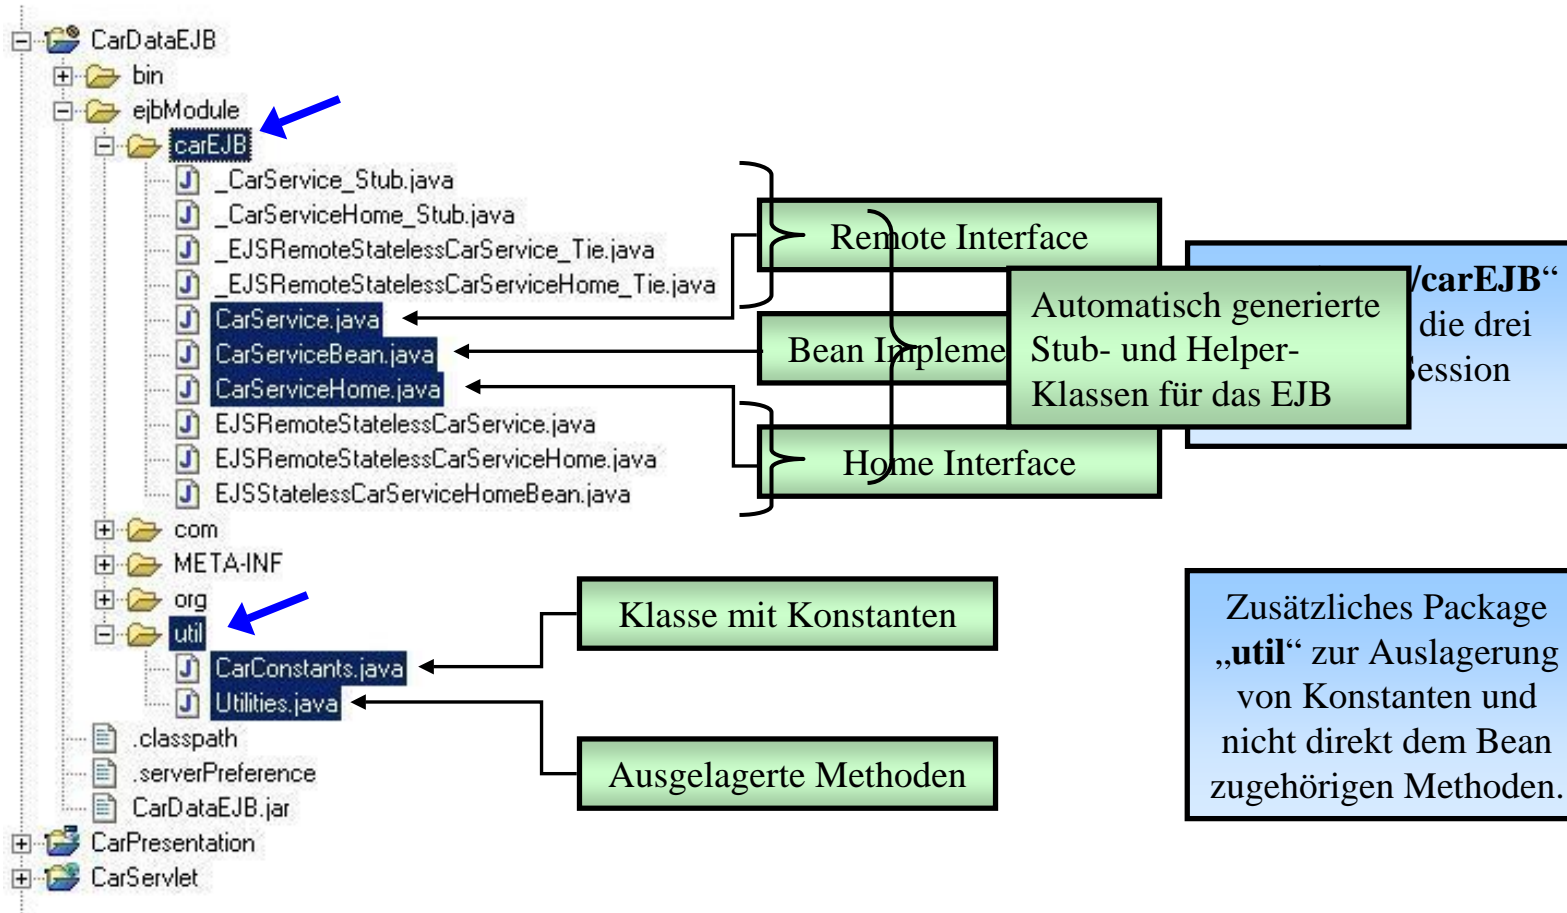 CarDataEJB
bin
ejbModule
carEJB
_CarService_Stub.java
_CarServiceHome_Stub.java
_EJSRemoteStatelessCarService_Tie.java
_EJSRemoteStatelessCarServiceHome_Tie.java
CarService.java
CarServiceBean.java
CarServiceHome.java
EJSRemoteStatelessCarService.java
EJSRemoteStatelessCarServiceHome.java
EJSStatelessCarServiceHomeBean.java
com
META-INF
org
util
CarConstants.java
Utilities.java
.classpath
.serverPreference
CarDataEJB.jar
CarPresentation
CarServlet
Remote Interface
Bean Impleme
Home Interface
Automatisch generierte
Stub- und Helper-
Klassen für das EJB
/carEJB“
die drei
ession
Klasse mit Konstanten
Ausgelagerte Methoden
Zusätzliches Package
„util“ zur Auslagerung
von Konstanten und
nicht direkt dem Bean
zugehörigen Methoden.